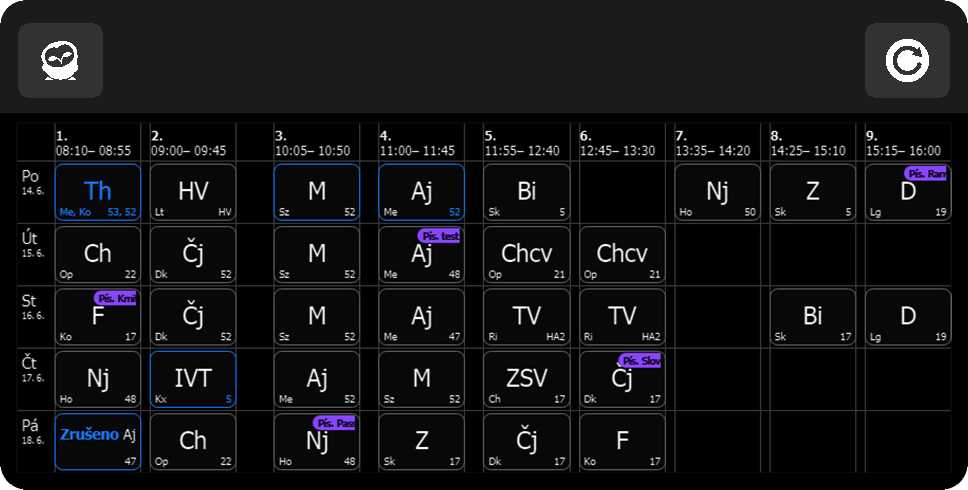 1. 2. 3. 4. 5. 6. 7. 8. 9.
08:10– 08:55 09:00– 09:45 10:05– 10:50 11:00– 11:45 11:55– 12:40 12:45– 13:30 13:35– 14:20 14:25– 15:10 15:15– 16:00
Po Pís. Ran
14. 6. Th HV M Aj Bi Nj Z D
Me, Ko 53, 52 Lt HV Sz 52 Me 52 Sk 5 Ho 50 Sk 5 Lg 19
Út Pís. test
15. 6. Ch Čj M Aj Chcv Chcv
Op 22 Dk 52 Sz 52 Me 48 Op 21 Op 21
St Pís. Kmi
16. 6. F Čj M Aj TV TV Bi D
Ko 17 Dk 52 Sz 52 Me 47 Ri HA2 Ri HA2 Sk 17 Lg 19
Čt Pís. Slov
17. 6. Nj IVT Aj M ZSV Čj
Ho 48 Kx 5 Me 52 Sz 52 Ch 17 Dk 17
Pá Pís. Pass
18. 6. Zrušeno Aj Ch Nj Z Čj F
47 Op 22 Ho 48 Sk 17 Dk 17 Ko 17